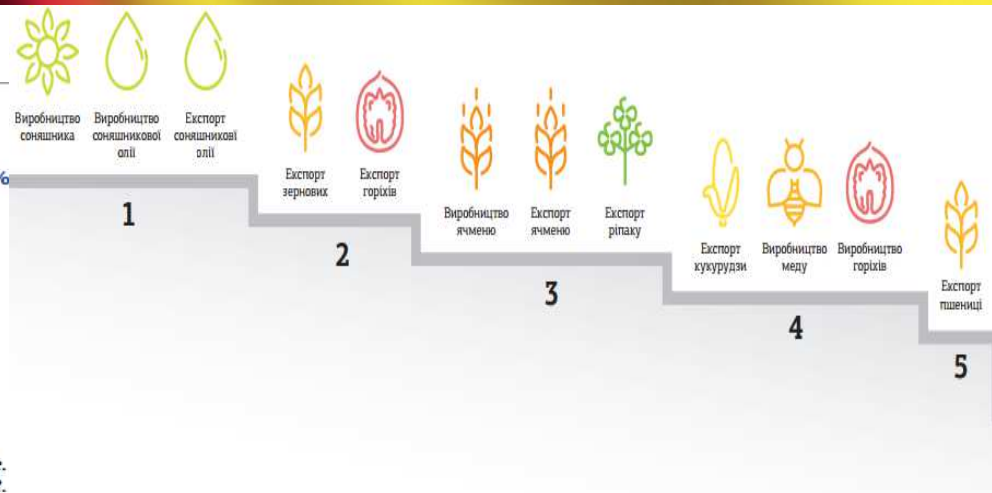 Виробництво
соняшника
Виробництво
соняшникової
олії
Експорт
соняшникові
олії
%
1
Експорт
зернових
Експорт
горіхів
2
Виробництво
ячменю
Експорт
ячменю
Експорт
ріпаку
3
Експорт
кукурудзи
Виробництво
меду
Виробництво
горіхів
4
Експорт
пшениці
5